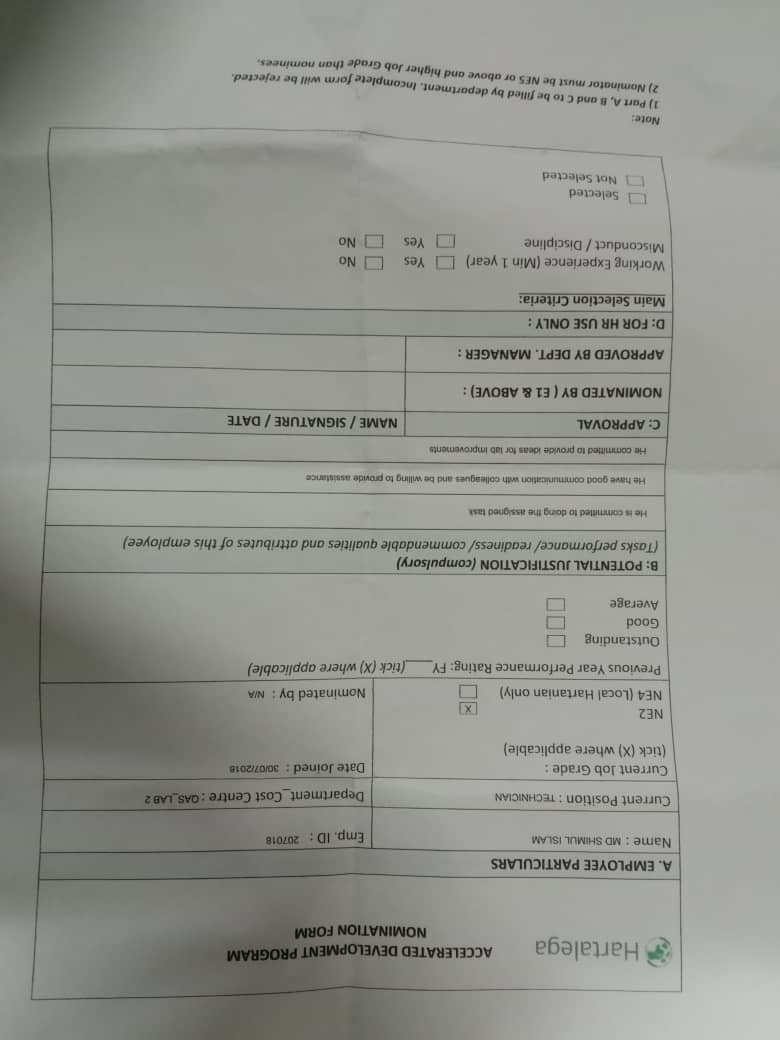 Hartalega
ACCELERATED DEVELOPMENT PROGRAM
NOMINATION FORM
A. EMPLOYEE PARTICULARS
Name : MD SHIMUL ISLAM
Emp. ID : 207018
Current Position : TECHNICIAN
Department_Cost Centre : QAS_LAB 2
Current Job Grade :
(tick (X) where applicable)
Date Joined : 30/07/2018
NE2 X
NE4 (Local Hartanian only)
Nominated by : N/A
Previous Year Performance Rating: FY____(tick (X) where applicable)
Outstanding
Good
Average
B: POTENTIAL JUSTIFICATION (compulsory)
(Tasks performance/ readiness/ commendable qualities and attributes of this employee)
He is committed to doing the assigned task
He have good communication with colleagues and be willing to provide assistance
He committed to provide ideas for lab improvements
C: APPROVAL
NAME / SIGNATURE / DATE
NOMINATED BY ( E1 & ABOVE) :
APPROVED BY DEPT. MANAGER :
D: FOR HR USE ONLY :
Main Selection Criteria:
Working Experience (Min 1 year) Yes No
Misconduct / Discipline Yes No
Selected
Not Selected
Note:
1) Part A, B and C to be filled by department. Incomplete form will be rejected.
2) Nominator must be NE5 or above and higher Job Grade than nominees.